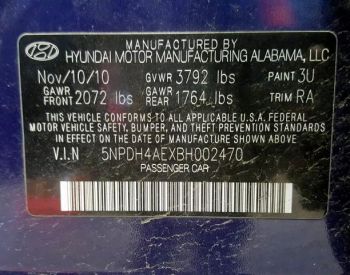 MANUFACTURED BY
HYUNDAI MOTOR MANUFACTURING ALABAMA, LLC
Nov/10/10 GVWR 3792 lbs PAINT 3U
GAWR FRONT 2072 lbs GAWR REAR 1764 lbs TRIM RA
THIS VEHICLE CONFORMS TO ALL APPLICABLE U.S. FEDERAL MOTOR
VEHICLE SAFETY, BUMPER, AND THEFT PREVENTION STANDARDS
IN EFFECT ON THE DATE OF MANUFACTURE SHOWN ABOVE.
V.I.N 5NPDH4AEXBH002470
PASSENGER CAR